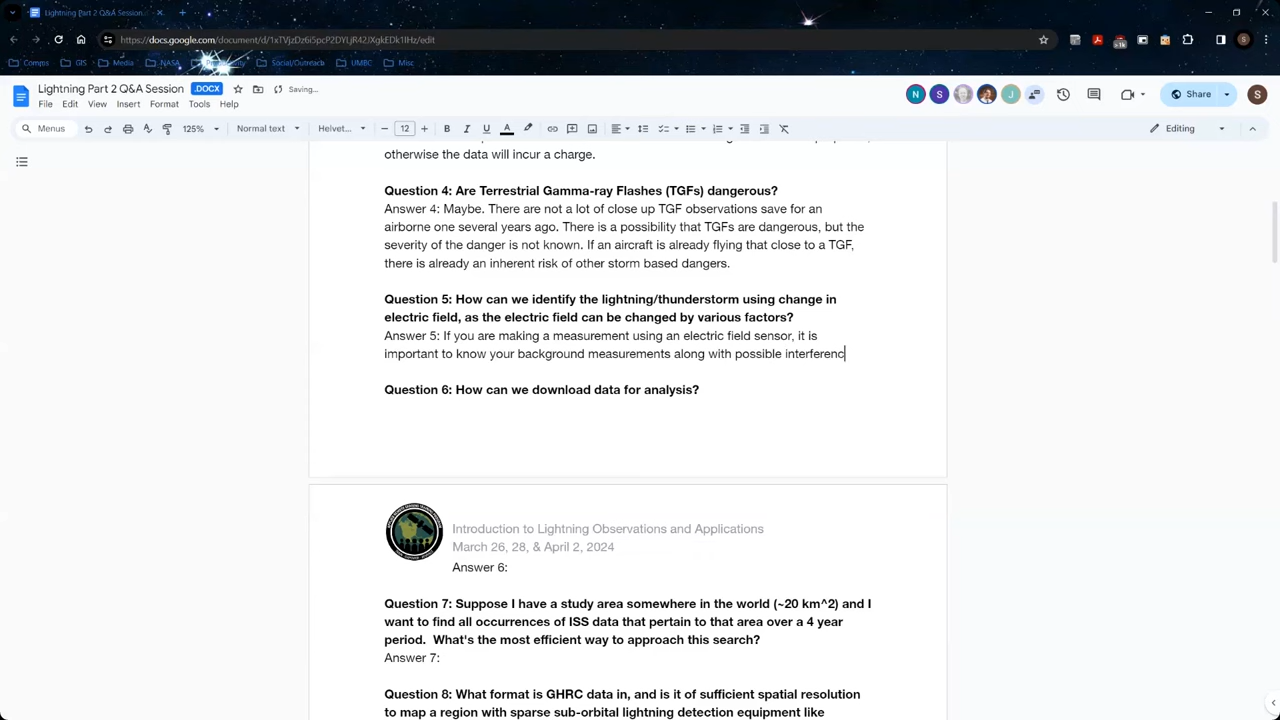 Lightning Part 2 Q&A Session
https://docs.google.com/document/d/1xTVjzDz6i5pcP2DYLjR42JXgkEDk1IHz/edit
Comps
GIS
Media
NASA
Social/Outreach
UMBC
Misc
Lightning Part 2 Q&A Session
.DOCX
Saving...
File Edit View Insert Format Tools Help
Share
S
N
S
J
S
Menus
125%
Normal text
Helvet...
12
Editing
otherwise the data will incur a charge.
Question 4: Are Terrestrial Gamma-ray Flashes (TGFs) dangerous?
Answer 4: Maybe. There are not a lot of close up TGF observations save for an
airborne one several years ago. There is a possibility that TGFs are dangerous, but the
severity of the danger is not known. If an aircraft is already flying that close to a TGF,
there is already an inherent risk of other storm based dangers.
Question 5: How can we identify the lightning/thunderstorm using change in
electric field, as the electric field can be changed by various factors?
Answer 5: If you are making a measurement using an electric field sensor, it is
important to know your background measurements along with possible interferenc
Question 6: How can we download data for analysis?
Introduction to Lightning Observations and Applications
March 26, 28, & April 2, 2024
Answer 6:
Question 7: Suppose I have a study area somewhere in the world (~20 km^2) and I
want to find all occurrences of ISS data that pertain to that area over a 4 year
period.  What's the most efficient way to approach this search?
Answer 7:
Question 8: What format is GHRC data in, and is it of sufficient spatial resolution
to map a region with sparse sub-orbital lightning detection equipment like